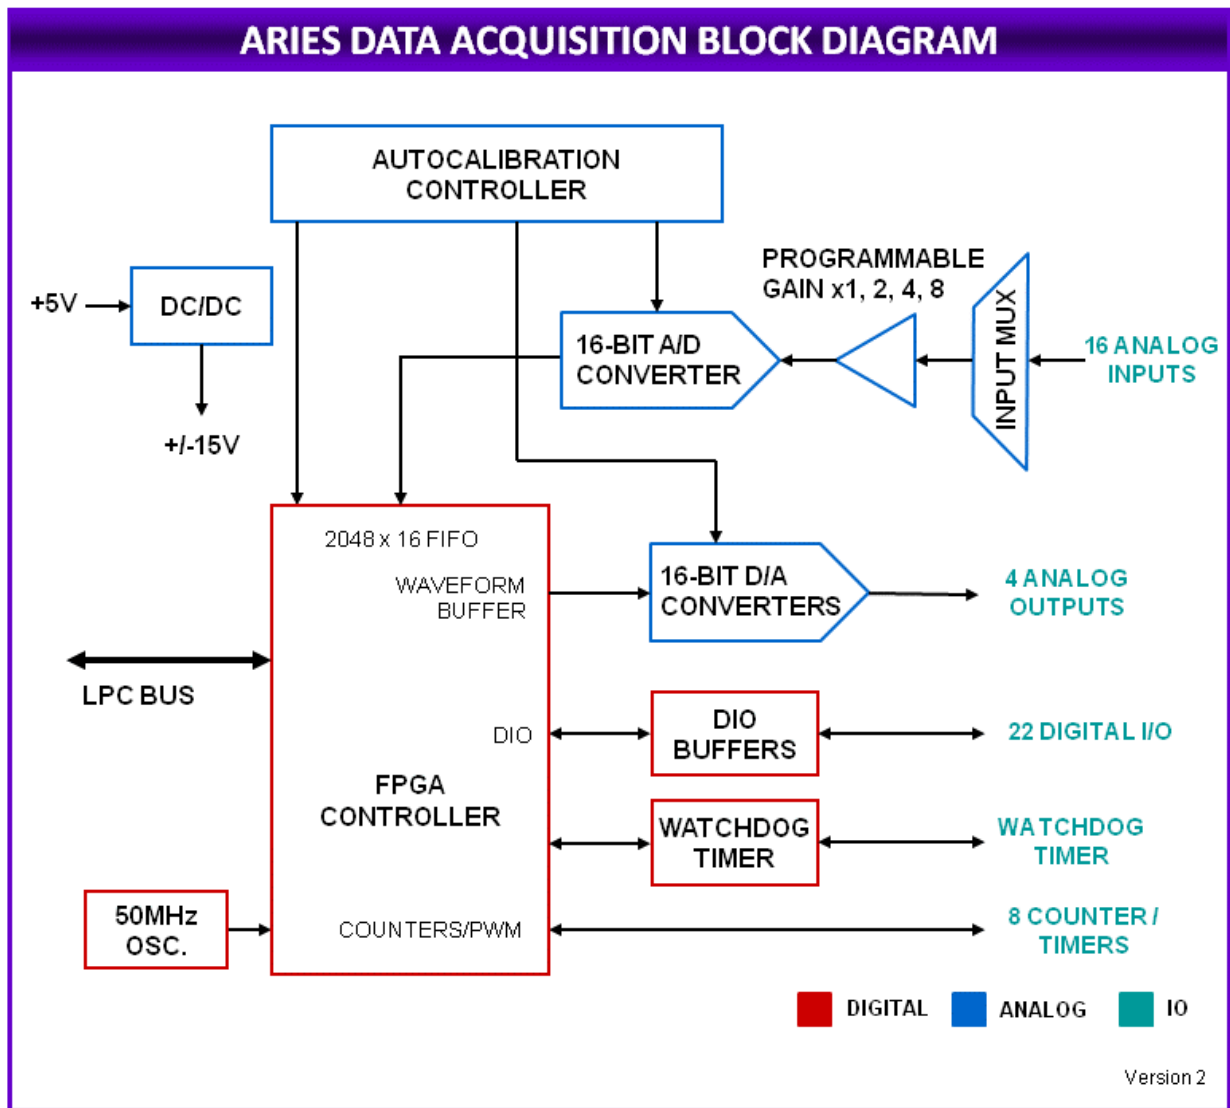 ARIES DATA ACQUISITION BLOCK DIAGRAM
AUTOCALIBRATION
CONTROLLER
PROGRAMMABLE
GAIN x1, 2, 4, 8
+5V
DC/DC
+/-15V
16-BIT A/D
CONVERTER
INPUT MUX
16 ANALOG
INPUTS
2048 x 16 FIFO
WAVEFORM
BUFFER
16-BIT D/A
CONVERTERS
4 ANALOG
OUTPUTS
LPC BUS
DIO
DIO
BUFFERS
22 DIGITAL I/O
FPGA
CONTROLLER
WATCHDOG
TIMER
WATCHDOG
TIMER
50MHz
OSC.
COUNTERS/PWM
8 COUNTER /
TIMERS
DIGITAL
ANALOG
IO
Version 2